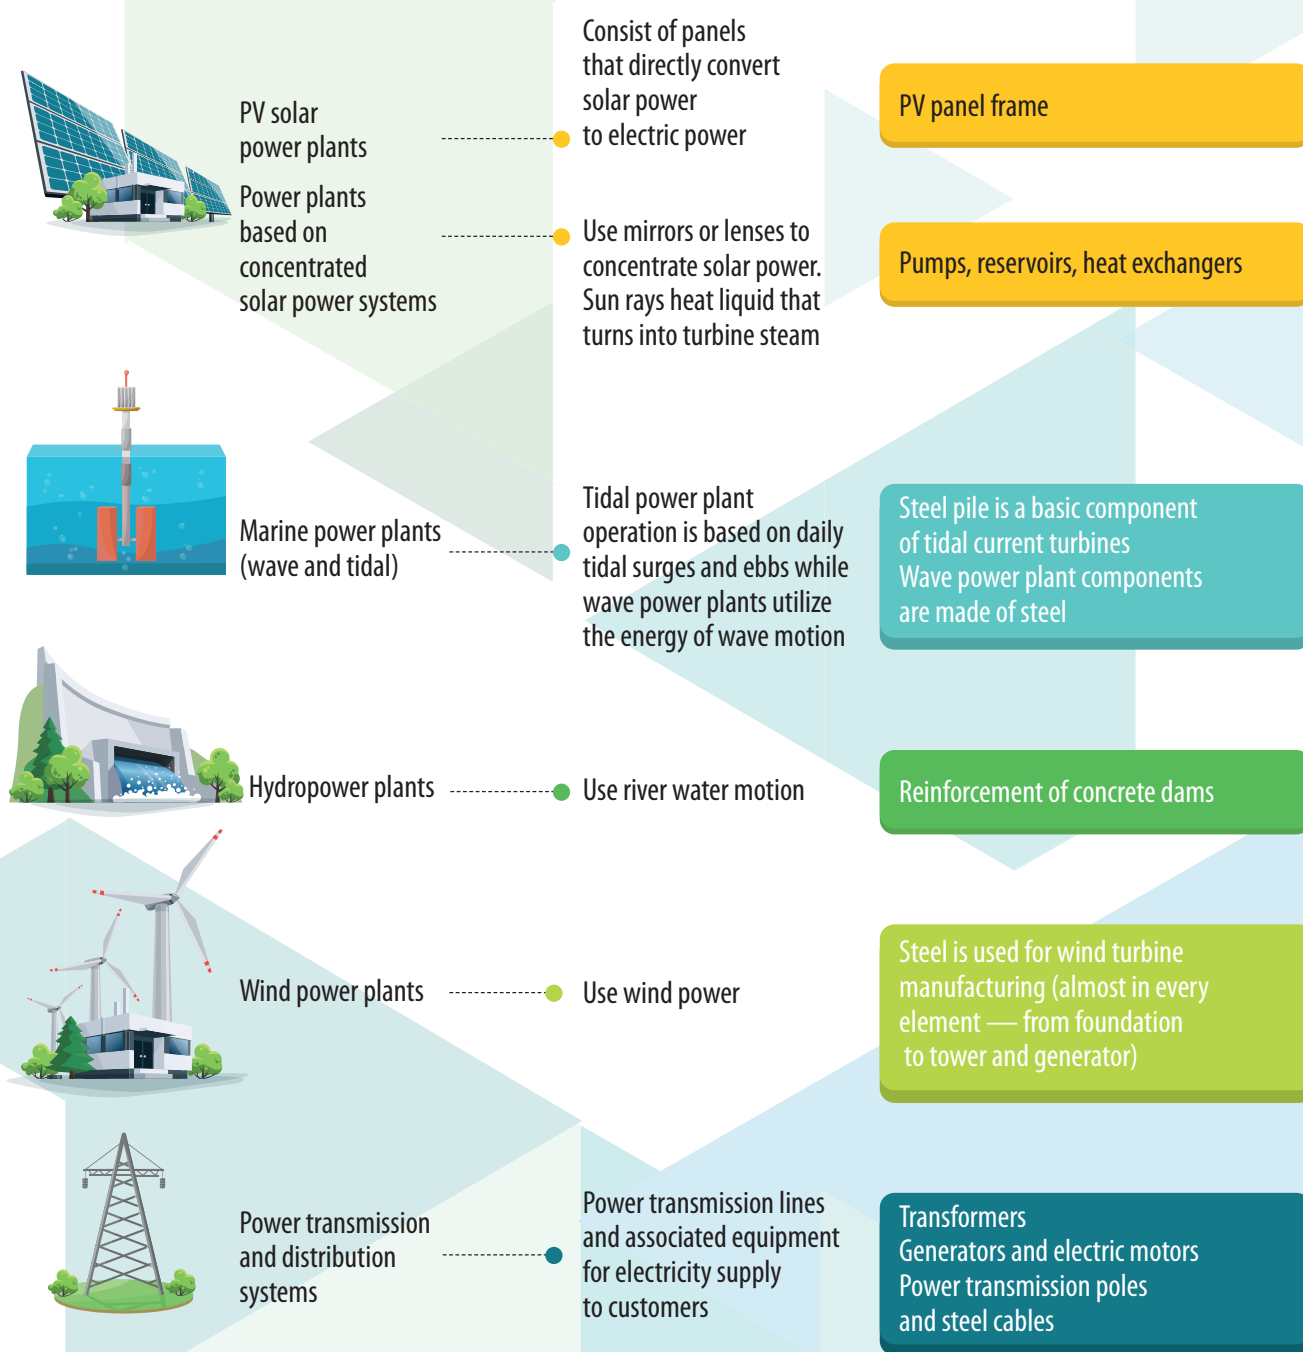 PV solar
power plants
Consist of panels
that directly convert
solar power
to electric power
PV panel frame
Power plants
based on
concentrated
solar power systems
Use mirrors or lenses to
concentrate solar power.
Sun rays heat liquid that
turns into turbine steam
Pumps, reservoirs, heat exchangers
Marine power plants
(wave and tidal)
Tidal power plant
operation is based on daily
tidal surges and ebbs while
wave power plants utilize
the energy of wave motion
Steel pile is a basic component
of tidal current turbines
Wave power plant components
are made of steel
Hydropower plants
Use river water motion
Reinforcement of concrete dams
Wind power plants
Use wind power
Steel is used for wind turbine
manufacturing (almost in every
element — from foundation
to tower and generator)
Power transmission
and distribution
systems
Power transmission lines
and associated equipment
for electricity supply
to customers
Transformers
Generators and electric motors
Power transmission poles
and steel cables